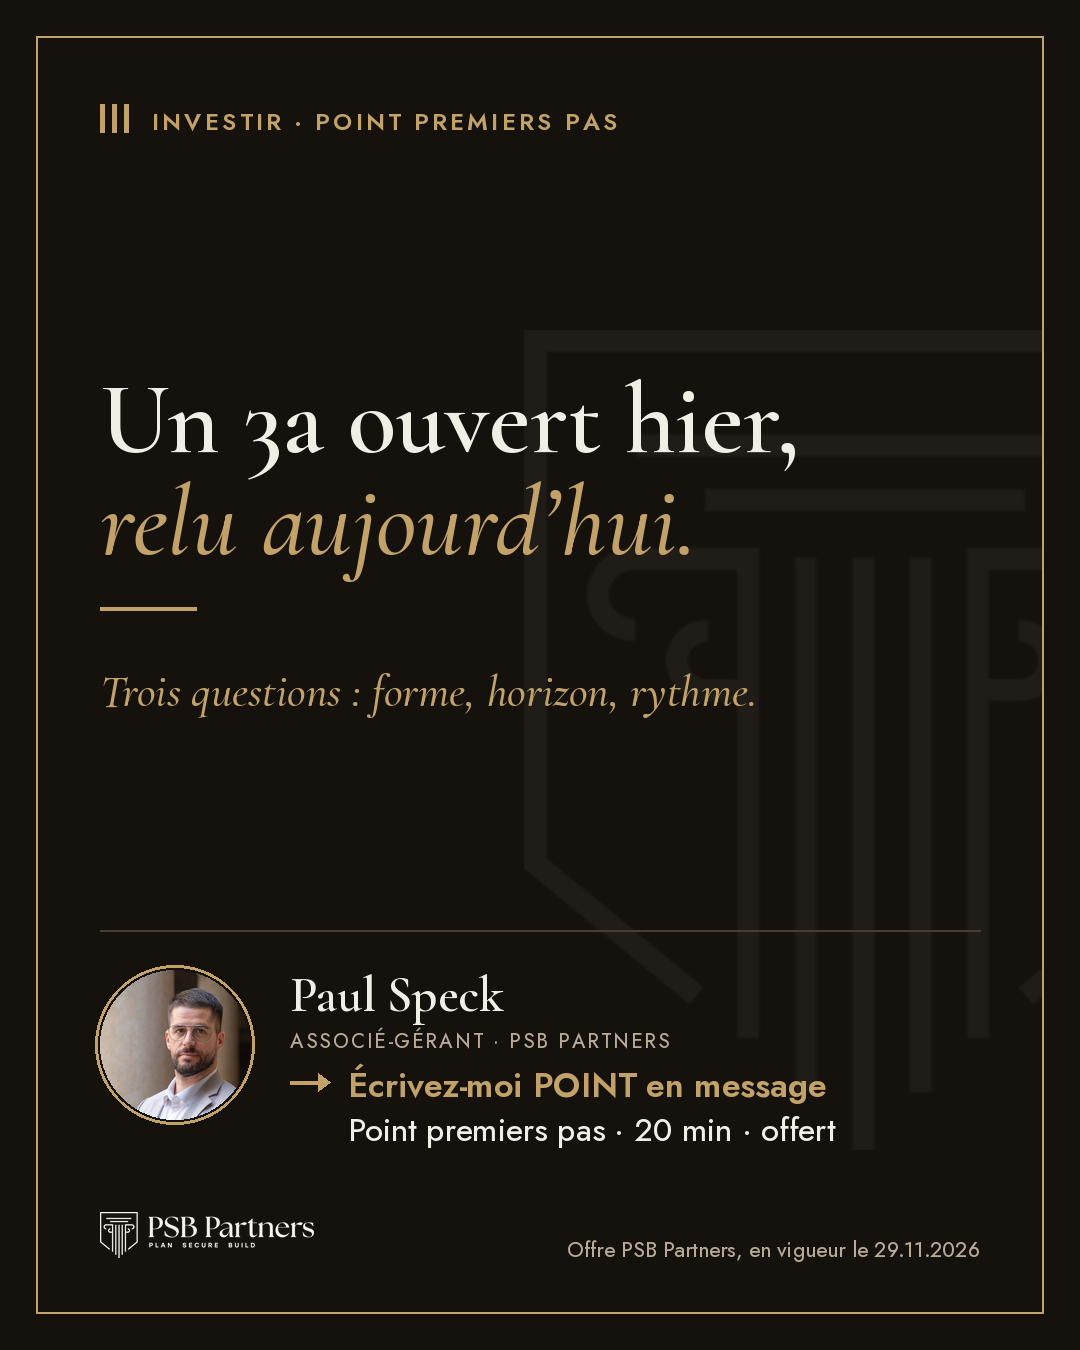 INVESTIR · POINT PREMIERS PAS
Un 3a ouvert hier,
relu aujourd’hui.
Trois questions : forme, horizon, rythme.
Paul Speck
ASSOCIÉ-GÉRANT · PSB PARTNERS
→ Écrivez-moi POINT en message
Point premiers pas · 20 min · offert
PSB Partners
PLAN SECURE BUILD
Offre PSB Partners, en vigueur le 29.11.2026